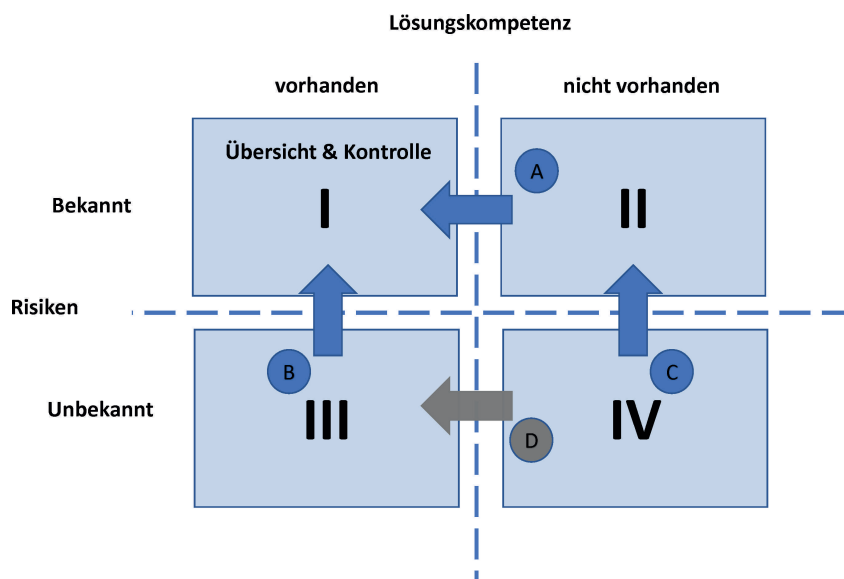 Lösungskompetenz
vorhanden
nicht vorhanden
Übersicht & Kontrolle
A
Bekannt
I
II
Risiken
B
C
Unbekannt
III
IV
D